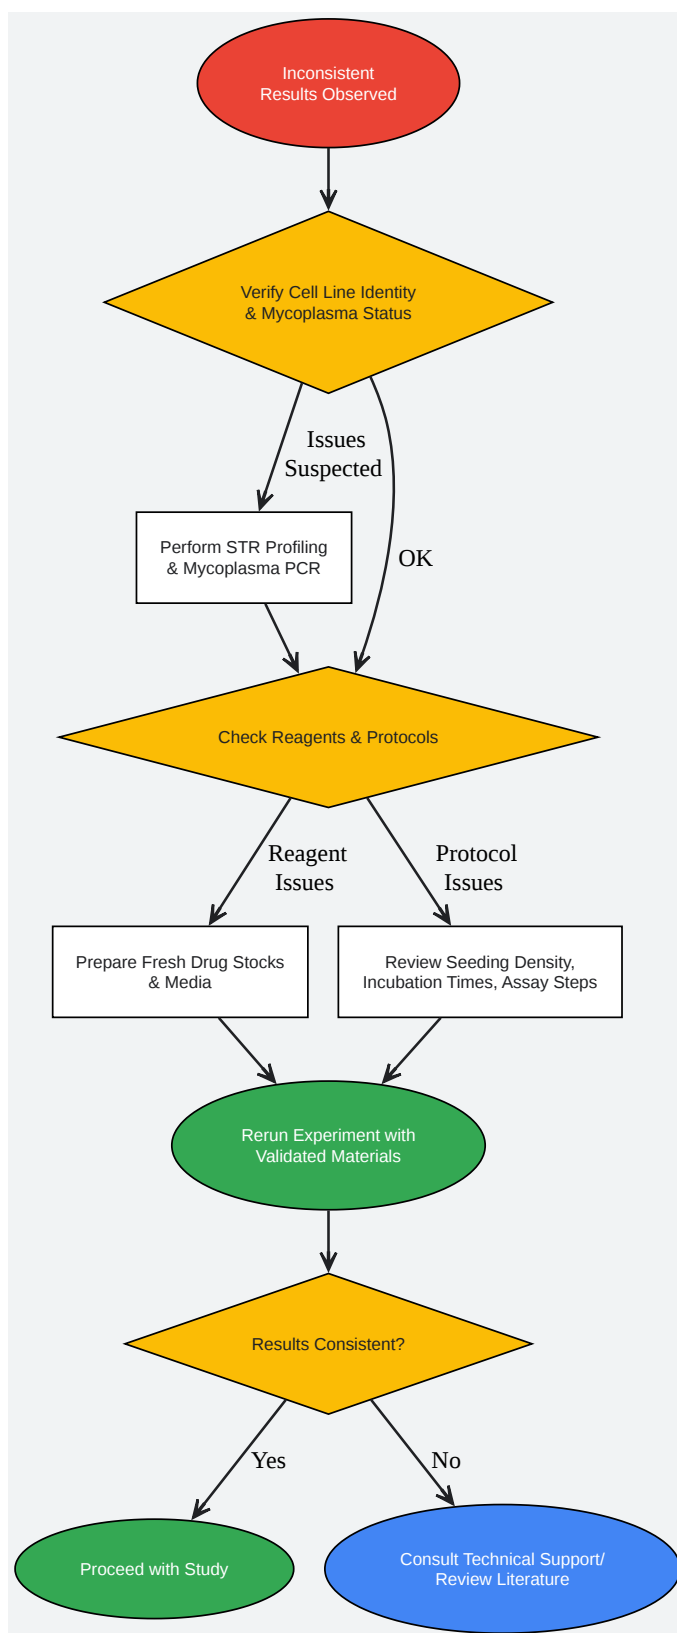 Inconsistent
Results Observed
Verify Cell Line Identity
& Mycoplasma Status
Issues
Suspected
Perform STR Profiling
& Mycoplasma PCR
OK
Check Reagents & Protocols
Reagent
Issues
Protocol
Issues
Prepare Fresh Drug Stocks
& Media
Review Seeding Density,
Incubation Times, Assay Steps
Rerun Experiment with
Validated Materials
Results Consistent?
Yes
No
Proceed with Study
Consult Technical Support/
Review Literature